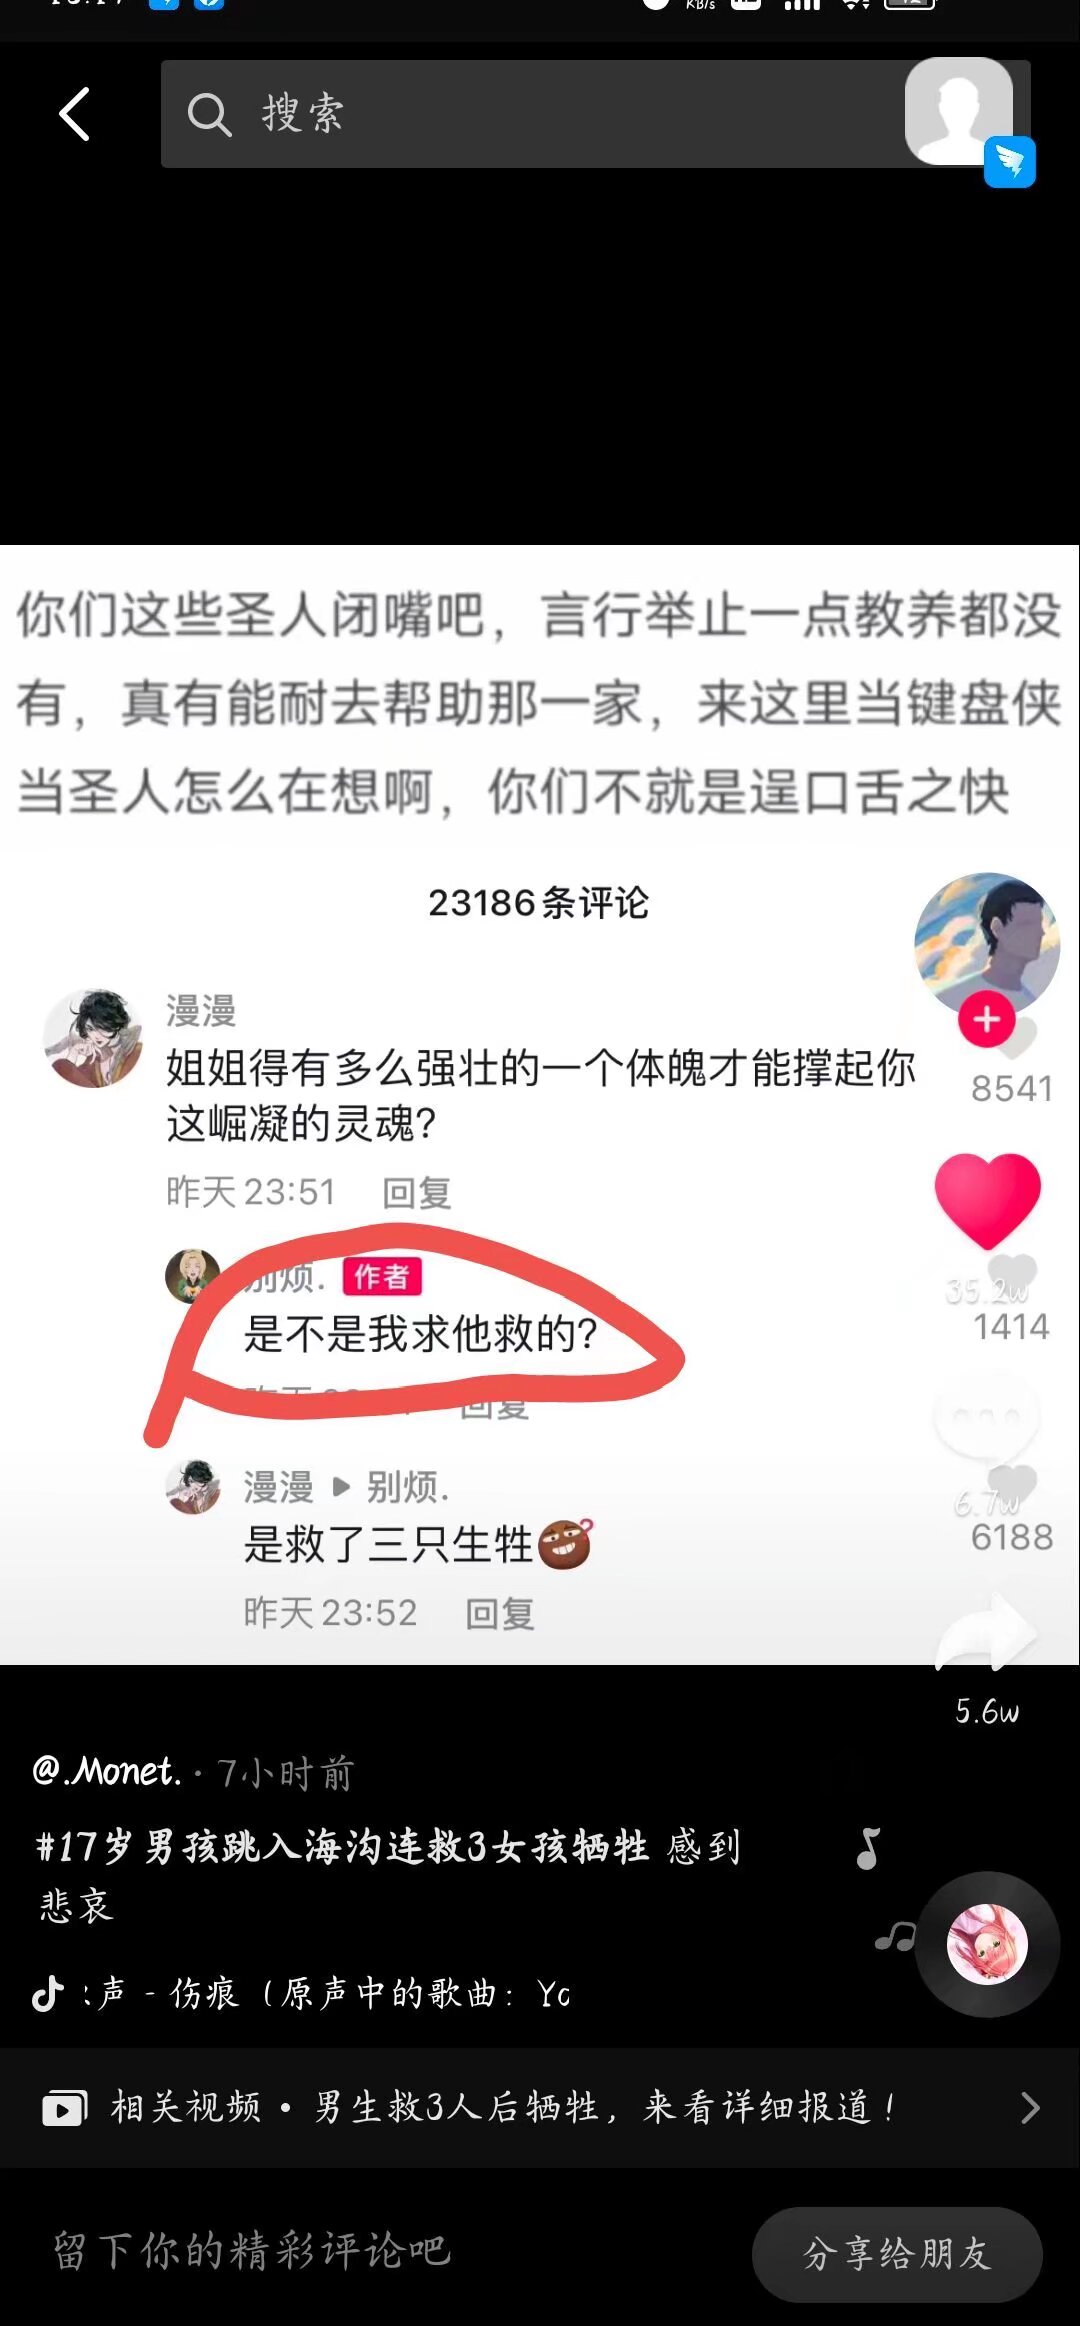 KB/s
搜索
你们这些圣人闭嘴吧，言行举止一点教养都没
有，真有能耐去帮助那一家，来这里当键盘侠
当圣人怎么在想啊，你们不就是逞口舌之快
23186条评论
漫漫
姐姐得有多么强壮的一个体魄才能撑起你
这崛凝的灵魂?
8541
昨天23:51 回复
别烦. 作者
35.2w
是不是我求他救的?
1414
回复
漫漫 ▶ 别烦.
6.7w
是救了三只生牲
6188
昨天23:52 回复
5.6w
@.Monet. · 7小时前
#17岁男孩跳入海沟连救3女孩牺牲 感到
悲哀
声 - 伤痕（原声中的歌曲：Yo
相关视频 • 男生救3人后牺牲，来看详细报道！
留下你的精彩评论吧
分享给朋友